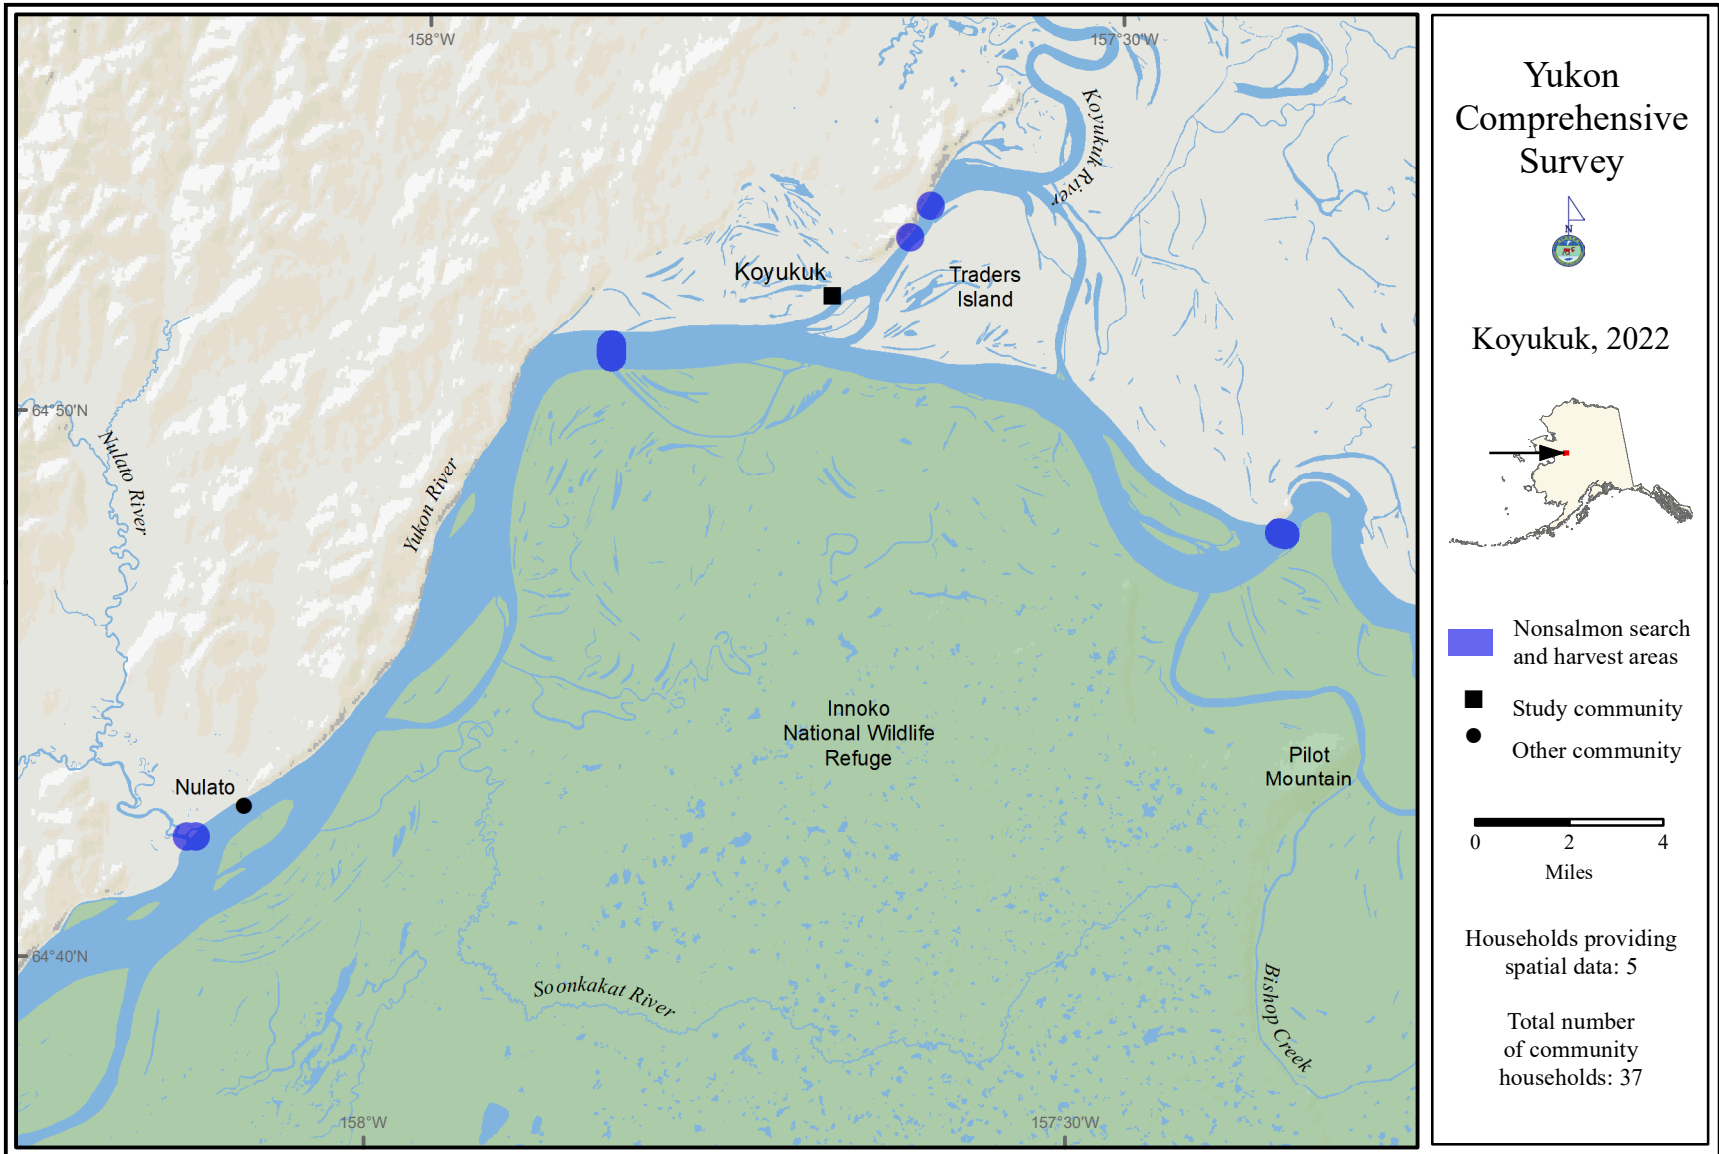 158°W
157°30'W
Koyukuk River
Koyukuk
Traders
Island
64°50'N
Nulato River
Yukon River
Innoko
National Wildlife
Refuge
Pilot
Mountain
Nulato
64°40'N
Soonkakat River
Bishop Creek
158°W
157°30'W
Yukon
Comprehensive
Survey
N
Koyukuk, 2022
Nonsalmon search
and harvest areas
Study community
Other community
0 2 4
Miles
Households providing
spatial data: 5
Total number
of community
households: 37